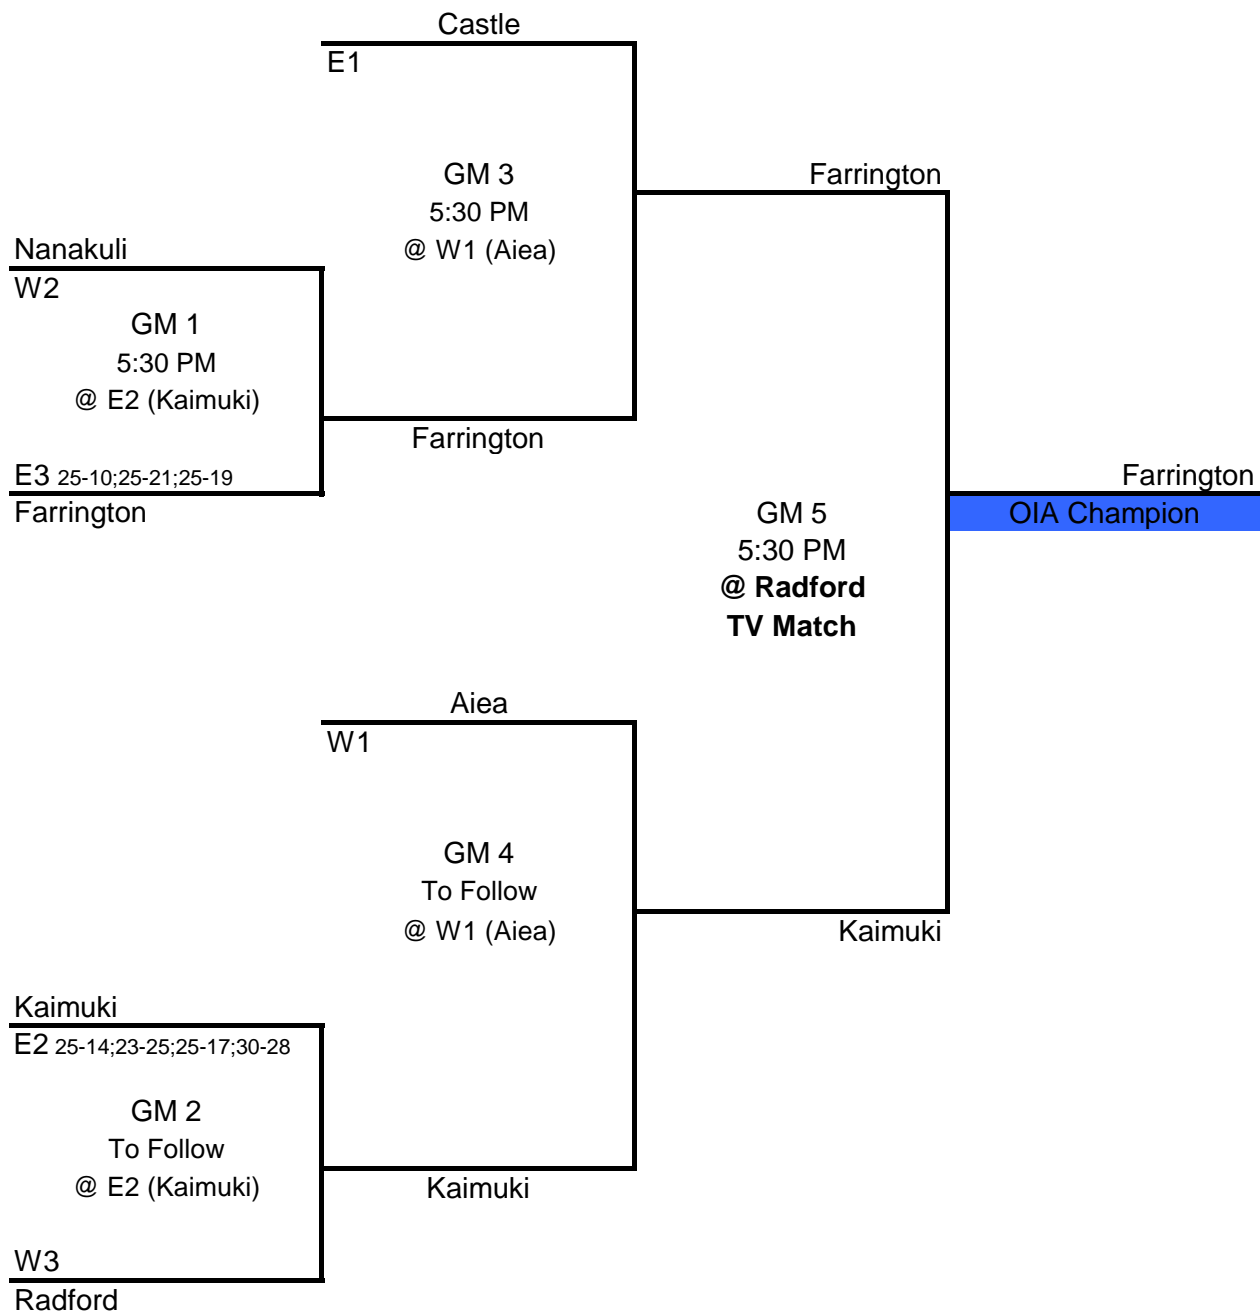 Castle
E1
GM 3
5:30 PM
@ W1 (Aiea)
Farrington
Nanakuli
W2
GM 1
5:30 PM
@ E2 (Kaimuki)
Farrington
E3 25-10;25-21;25-19
Farrington
Farrington
OIA Champion
GM 5
5:30 PM
@ Radford
TV Match
Aiea
W1
GM 4
To Follow
@ W1 (Aiea)
Kaimuki
Kaimuki
E2 25-14;23-25;25-17;30-28
GM 2
To Follow
@ E2 (Kaimuki)
Kaimuki
W3
Radford